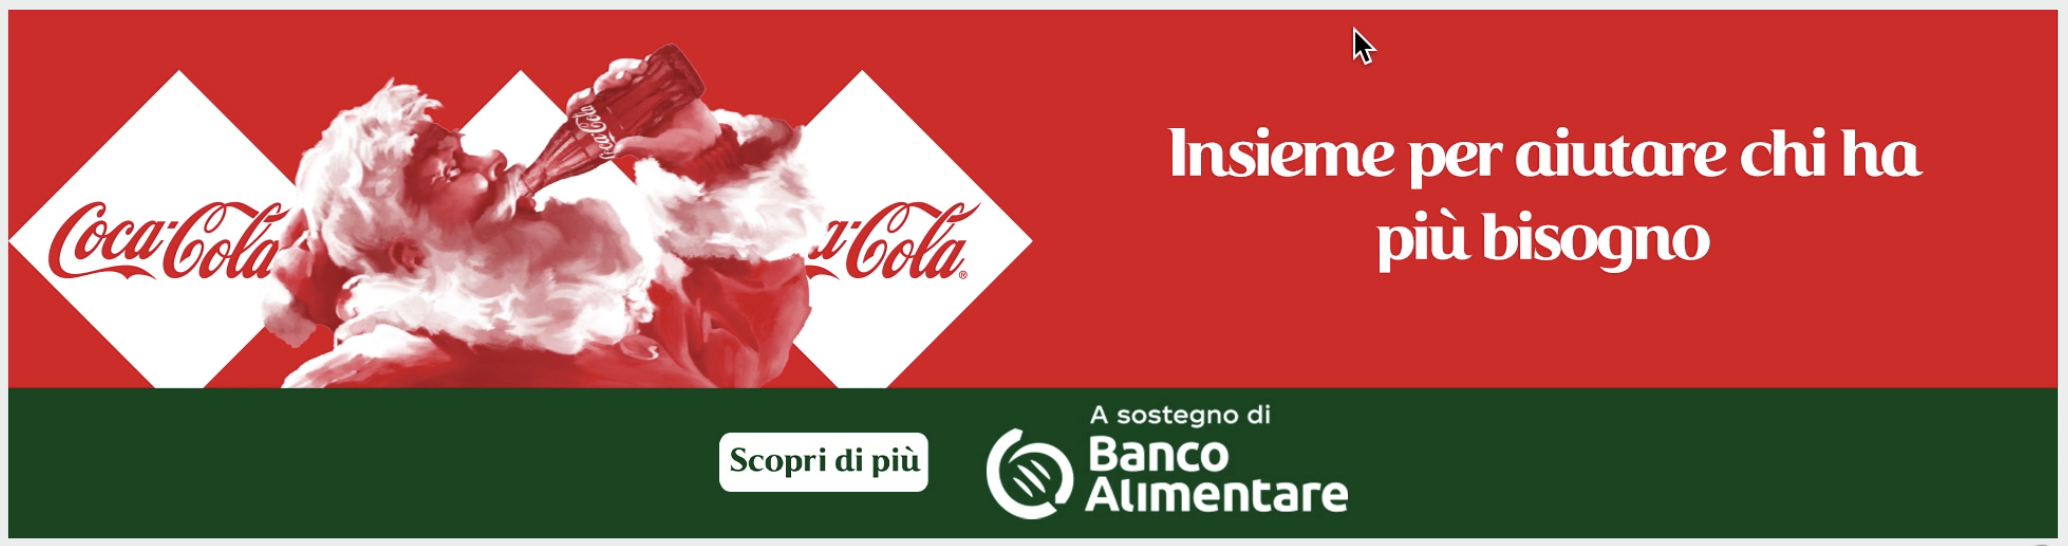 Coca-Cola
Coca-Cola
a-Cola®
Insieme per aiutare chi ha
più bisogno
Scopri di più
A sostegno di
Banco
Alimentare